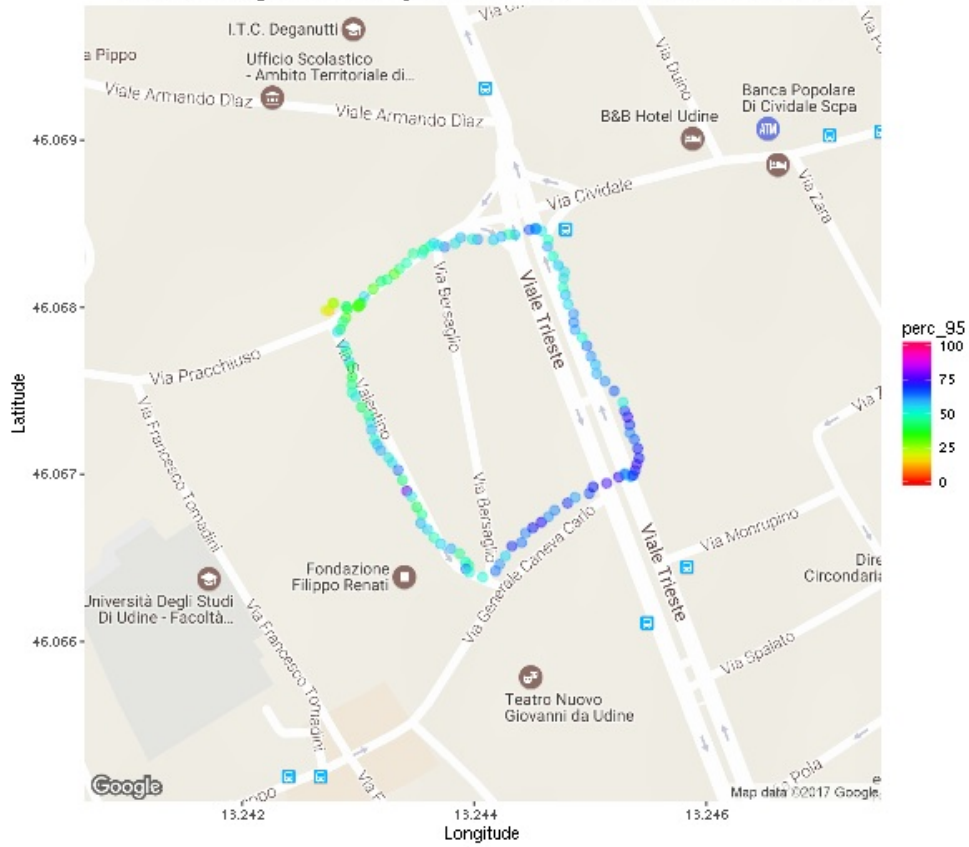 I.T.C. Deganutti
a Pippo
Ufficio Scolastico
- Ambito Territoriale di...
Viale Armando Diaz
Viale Armando Diaz
Via Duino
Banca Popolare
Di Cividale Scpa
ATM
B&B Hotel Udine
46.069
Via Cividale
Via Zara
46.068
Via Bersaglio
Viale Trieste
perc_95
100
75
50
25
0
Via Pracchiuso
Via S. Valentino
Latitude
Via Francesco Tomadini
46.067
Via Bersaglio
Via Generale Caneva Carlo
Viale Trieste
Via Monrupino
Fondazione
Filippo Renati
Dire
Circondaria
Università Degli Studi
Di Udine - Facoltà...
Via Francesco Tomadini
46.066
Via Spalato
Teatro Nuovo
Giovanni da Udine
Pola
Google
Map data ©2017 Google
13.242
13.244
13.246
Longitude